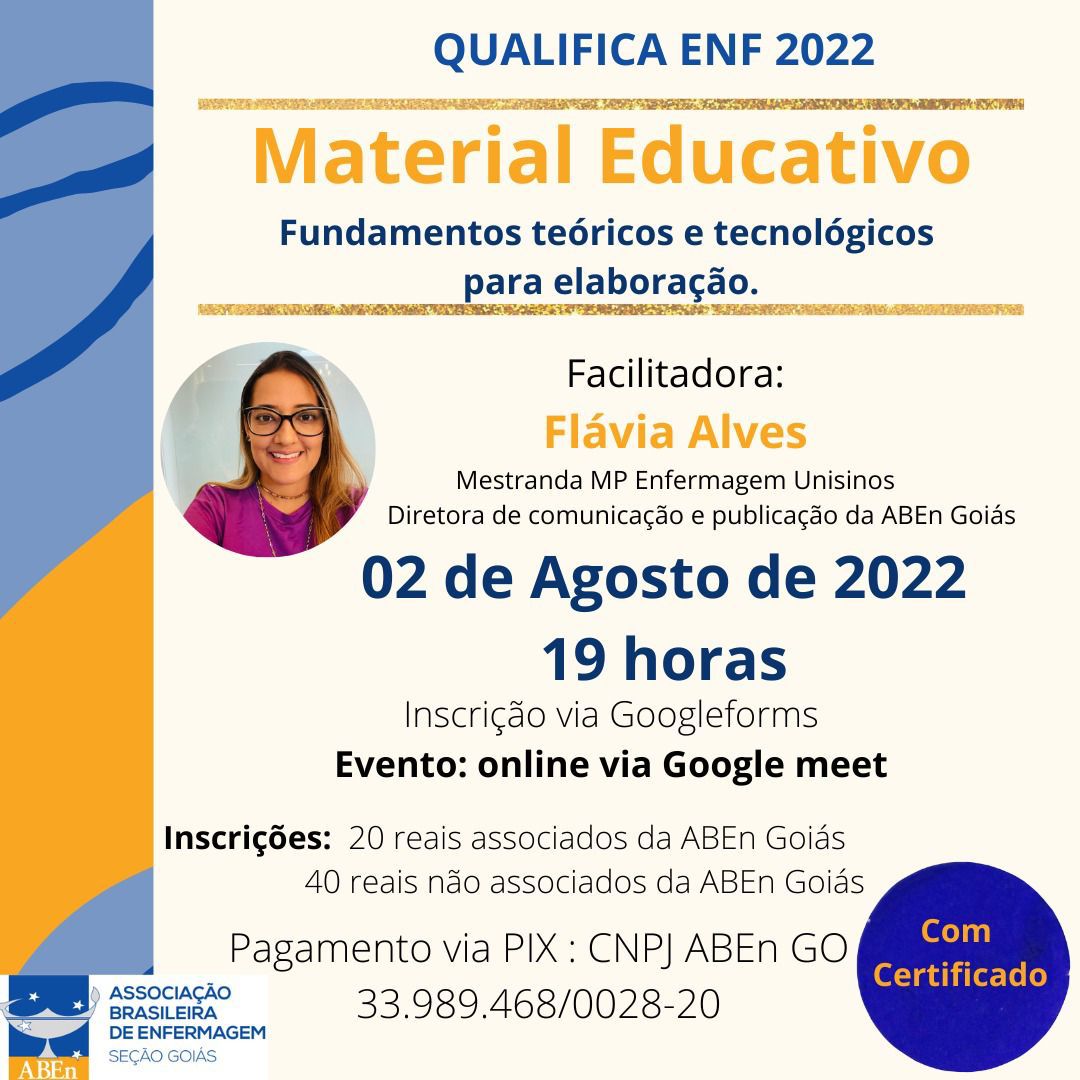 QUALIFICA ENF 2022
Material Educativo
Fundamentos teóricos e tecnológicos
para elaboração.
Facilitadora:
Flávia Alves
Mestranda MP Enfermagem Unisinos
Diretora de comunicação e publicação da ABEn Goiás
02 de Agosto de 2022
19 horas
Inscrição via Googleforms
Evento: online via Google meet
Inscrições: 20 reais associados da ABEn Goiás
40 reais não associados da ABEn Goiás
Pagamento via PIX : CNPJ ABEn GO
33.989.468/0028-20
Com
Certificado
ASSOCIAÇÃO
BRASILEIRA
DE ENFERMAGEM
SEÇÃO GOIÁS
ABEn